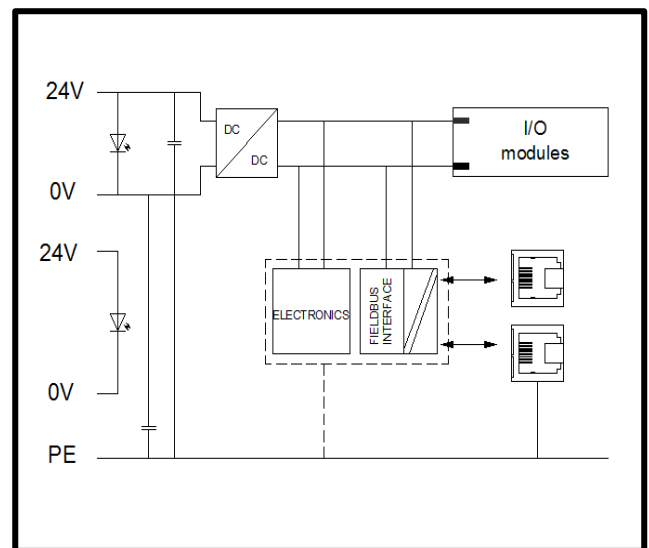 24V
DC
DC
I/O
modules
0V
24V
ELECTRONICS
FIELDBUS
INTERFACE
0V
PE